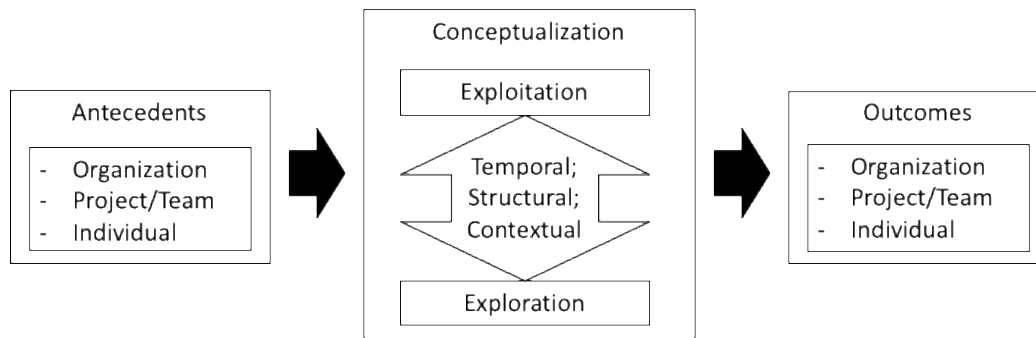 Antecedents
- Organization
- Project/Team
- Individual
Conceptualization
Exploitation
Temporal;
Structural;
Contextual
Exploration
Outcomes
- Organization
- Project/Team
- Individual